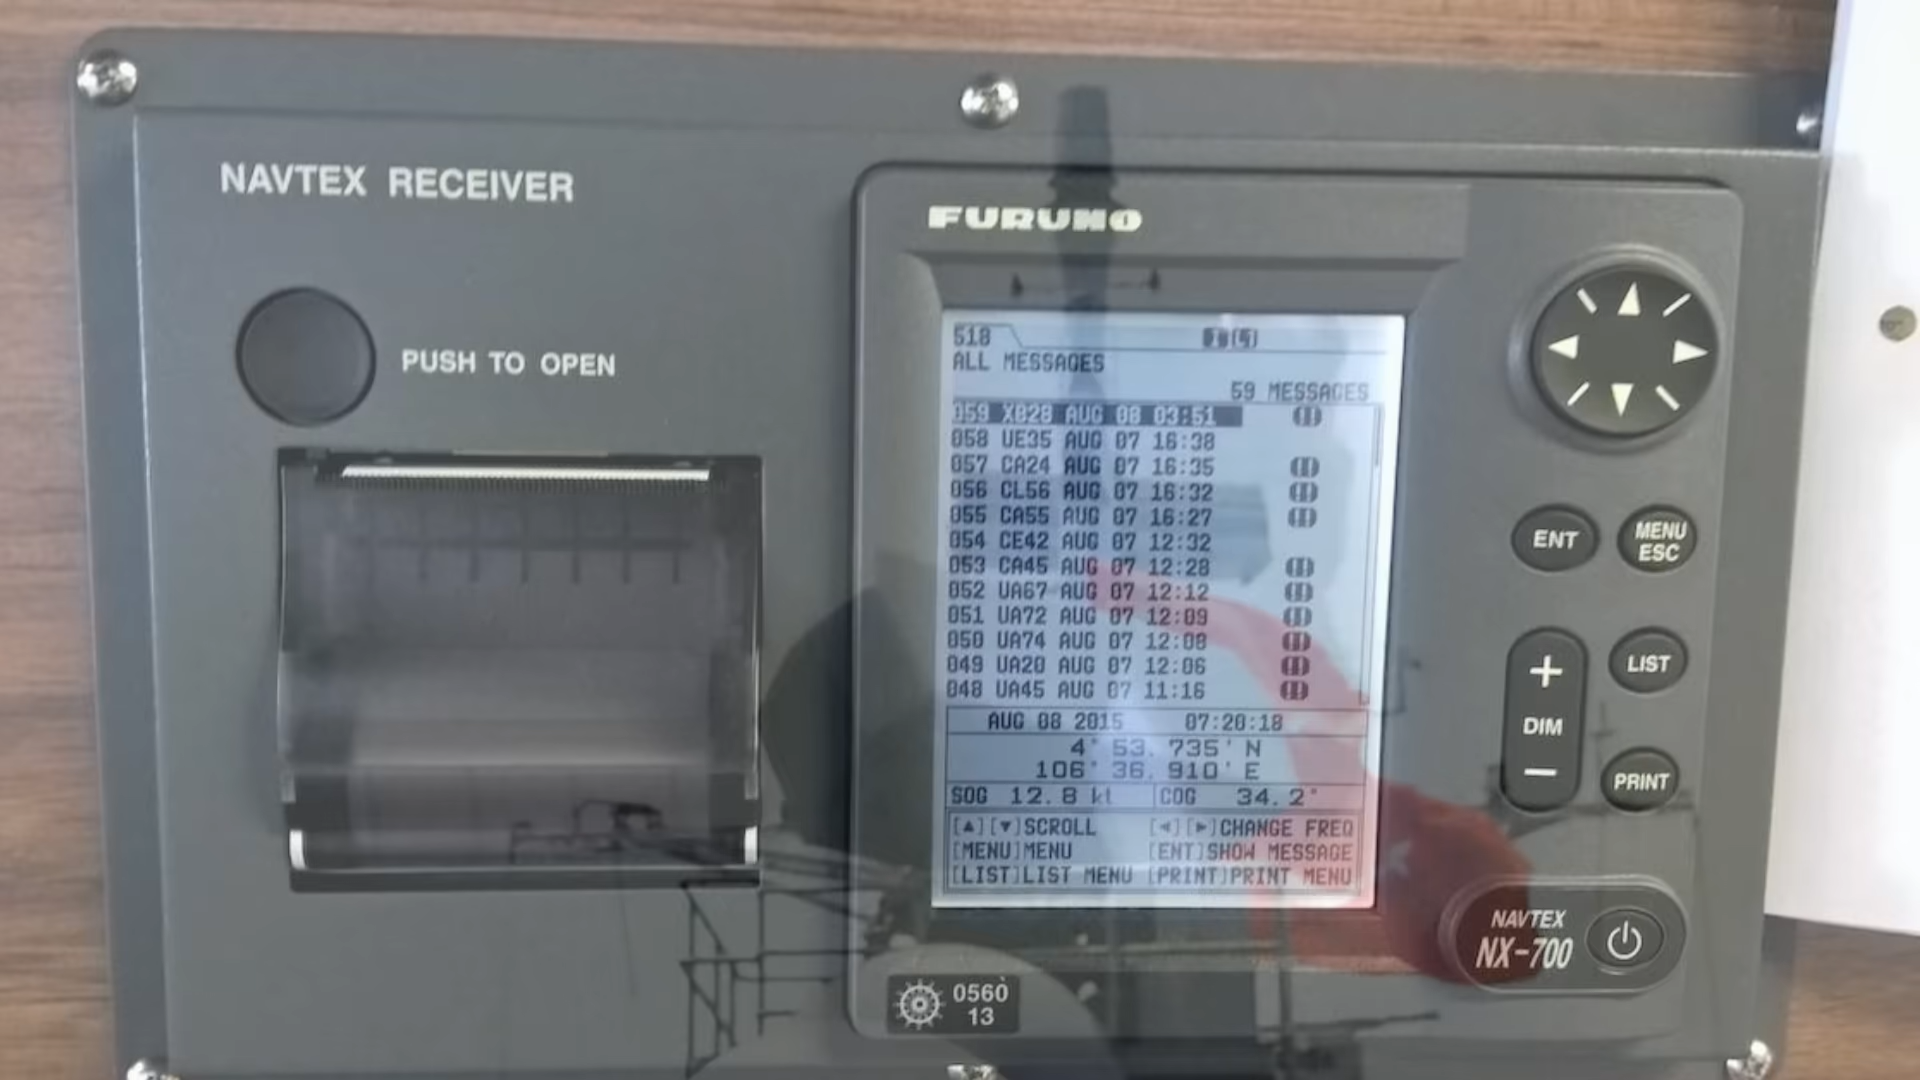 NAVTEX RECEIVER
PUSH TO OPEN
FURUNO
518
ALL MESSAGES
59 MESSAGES
059 XB28 AUG 08 03:51
058 UE35 AUG 07 16:38
057 CA24 AUG 07 16:35
056 CL56 AUG 07 16:32
055 CA55 AUG 07 16:27
054 CE42 AUG 07 12:32
053 CA45 AUG 07 12:28
052 UA67 AUG 07 12:12
051 UA72 AUG 07 12:09
050 UA74 AUG 07 12:08
049 UA20 AUG 07 12:06
048 UA45 AUG 07 11:16
AUG 08 2015 07:20:18
4° 53.735' N
106° 36.910' E
SOG 12.8 kt COG 34.2°
[▲][▼]SCROLL [◄][►]CHANGE FREQ
[MENU]MENU [ENT]SHOW MESSAGE
[LIST]LIST MENU [PRINT]PRINT MENU
ENT
MENU
ESC
+
DIM
−
LIST
PRINT
NAVTEX
NX-700
0560
13